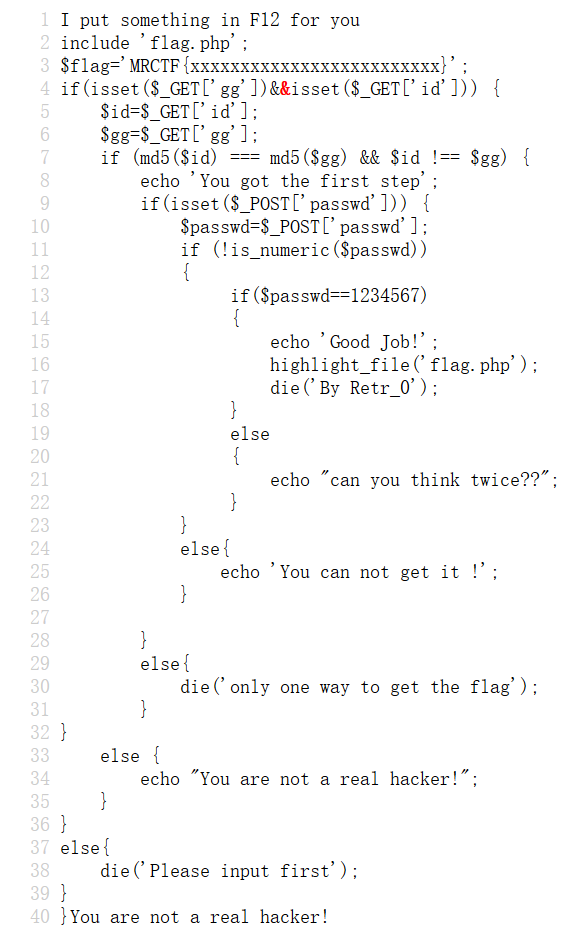 1 I put something in F12 for you
2 include 'flag.php';
3 $flag='MRCTF{xxxxxxxxxxxxxxxxxxxxxxxxx}';
4 if(isset($_GET['gg'])&&isset($_GET['id'])) {
5     $id=$_GET['id'];
6     $gg=$_GET['gg'];
7     if (md5($id) === md5($gg) && $id !== $gg) {
8         echo 'You got the first step';
9         if(isset($_POST['passwd'])) {
10             $passwd=$_POST['passwd'];
11             if (!is_numeric($passwd))
12             {
13                  if($passwd==1234567)
14                  {
15                      echo 'Good Job!';
16                      highlight_file('flag.php');
17                      die('By Retr_0');
18                  }
19                  else
20                  {
21                      echo "can you think twice??";
22                  }
23             }
24             else{
25                 echo 'You can not get it !';
26             }
27
28         }
29         else{
30             die('only one way to get the flag');
31         }
32 }
33     else {
34         echo "You are not a real hacker!";
35     }
36 }
37 else{
38     die('Please input first');
39 }
40 }You are not a real hacker!